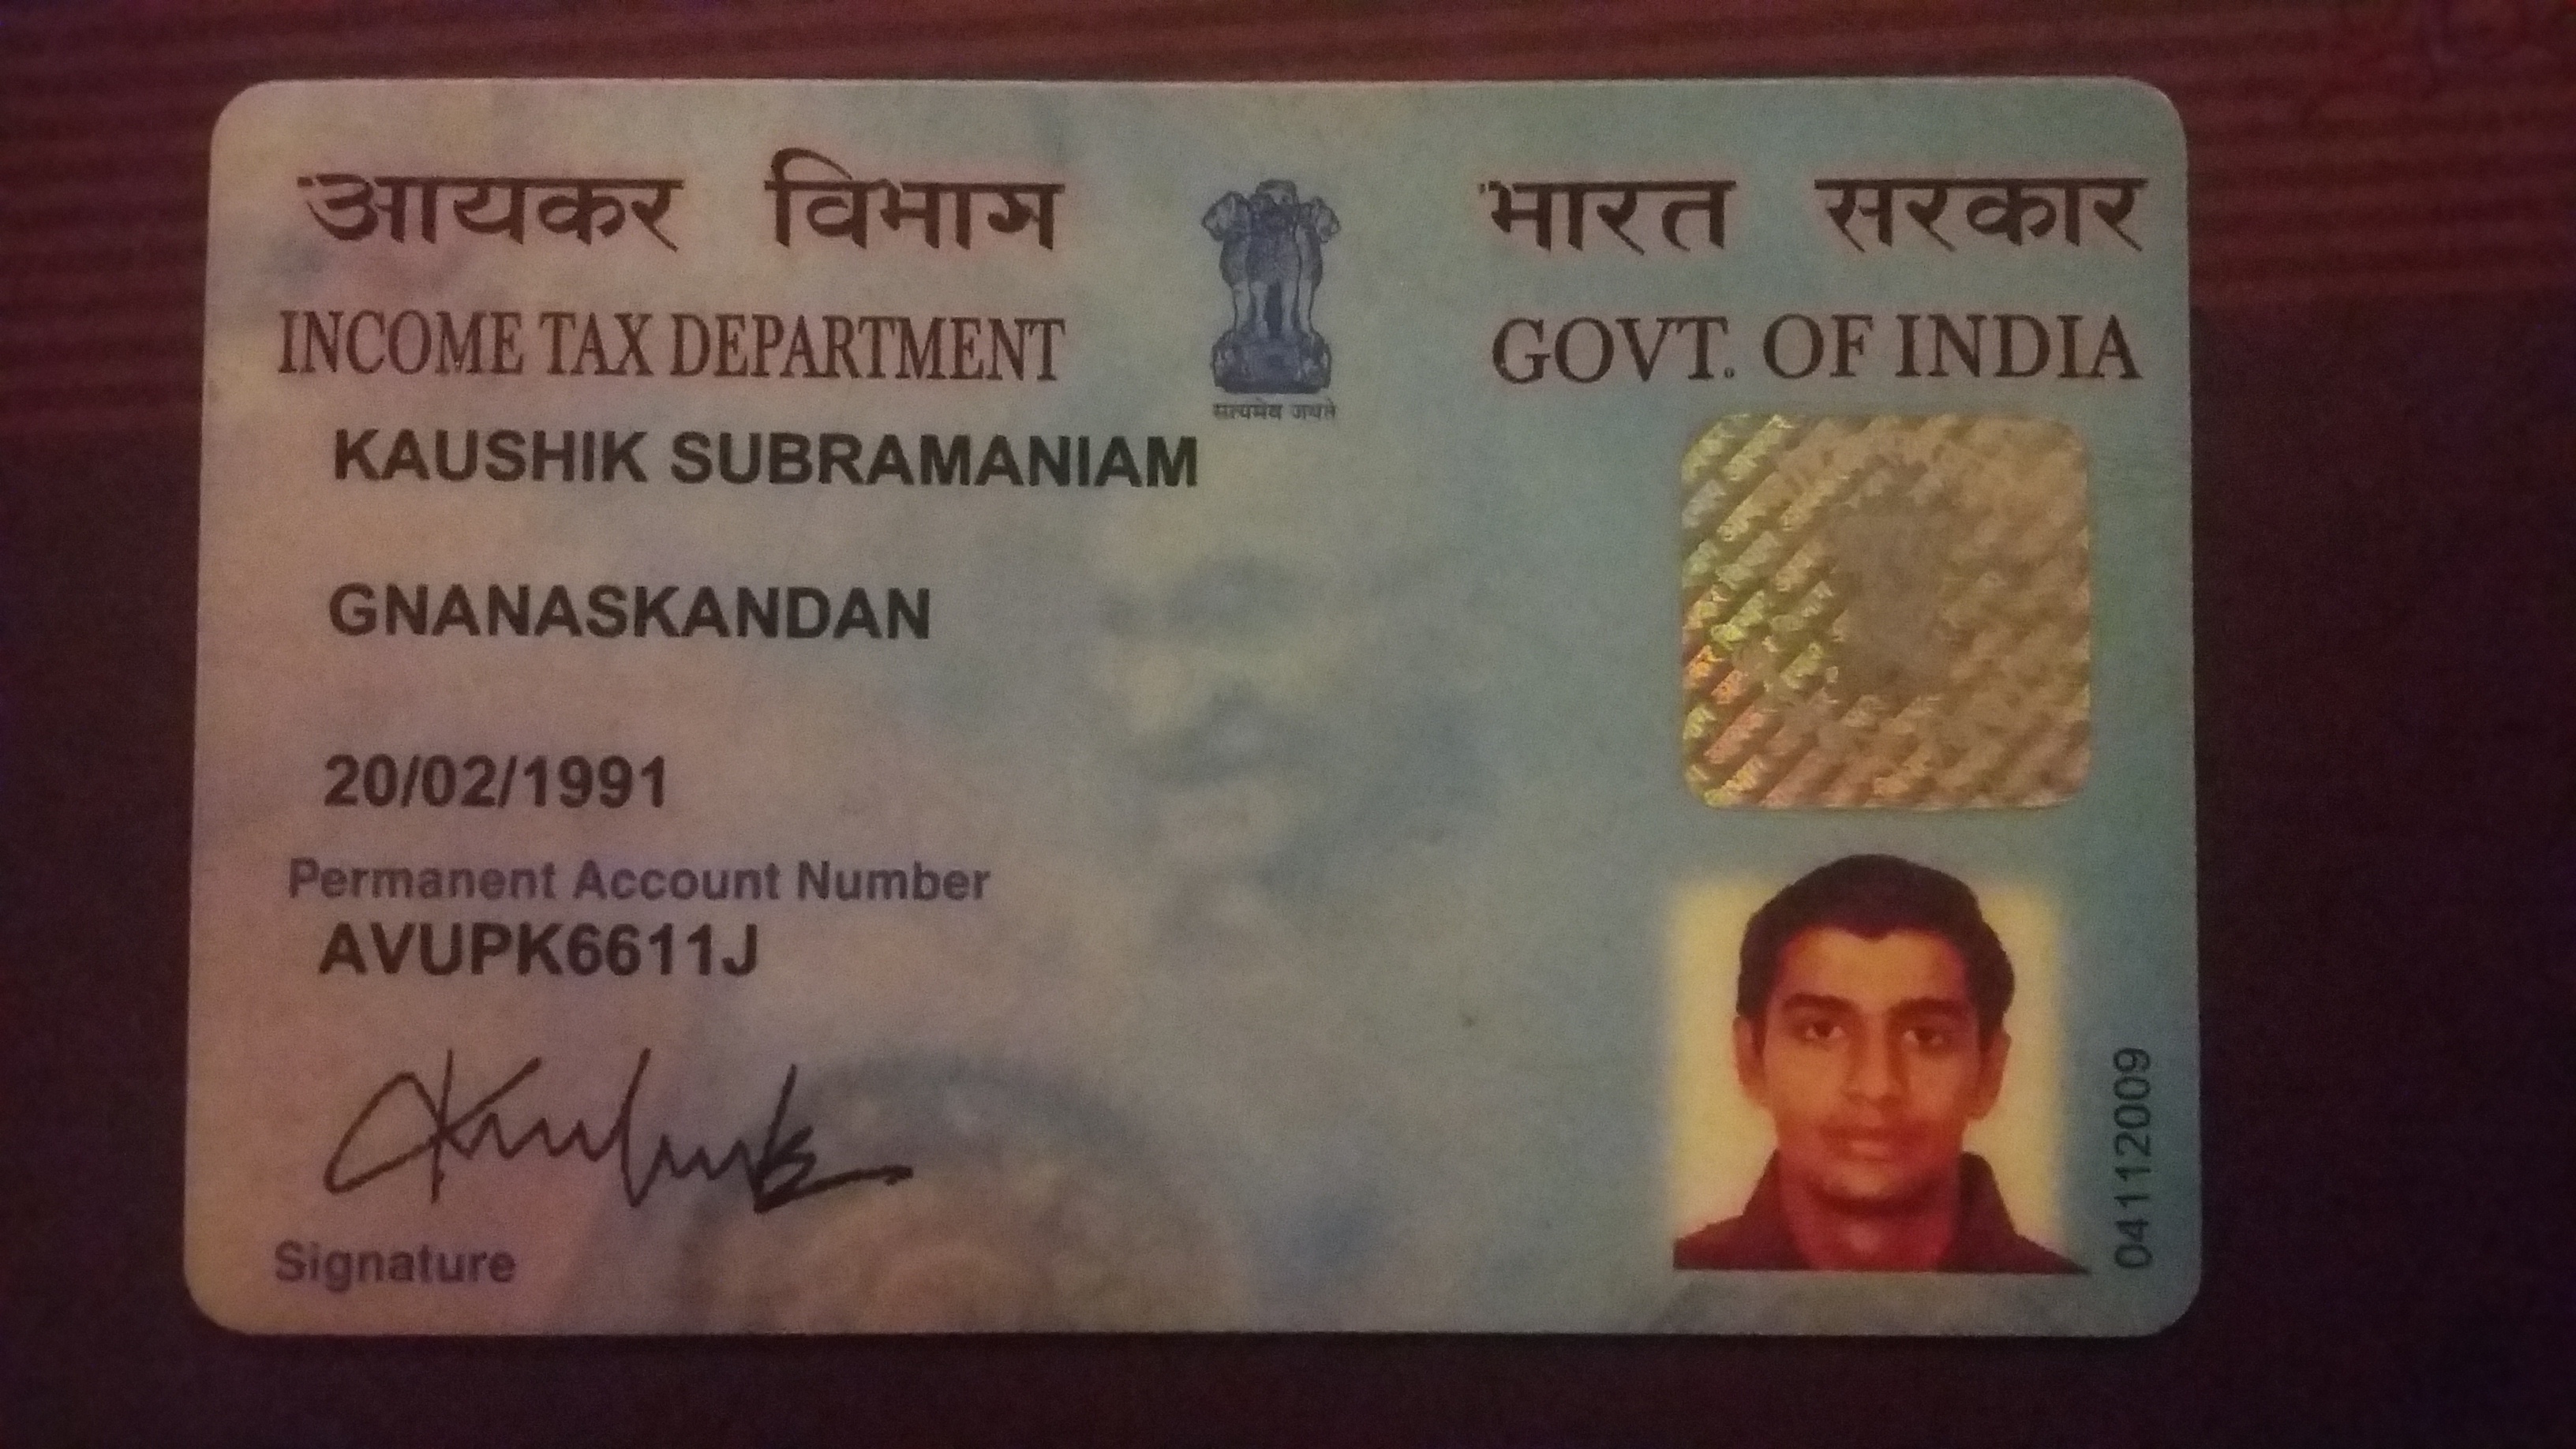 आयकर विभाग
INCOME TAX DEPARTMENT
सत्यमेव जयते
भारत सरकार
GOVT. OF INDIA
KAUSHIK SUBRAMANIAM
GNANASKANDAN
20/02/1991
Permanent Account Number
AVUPK6611J
Signature
04112009